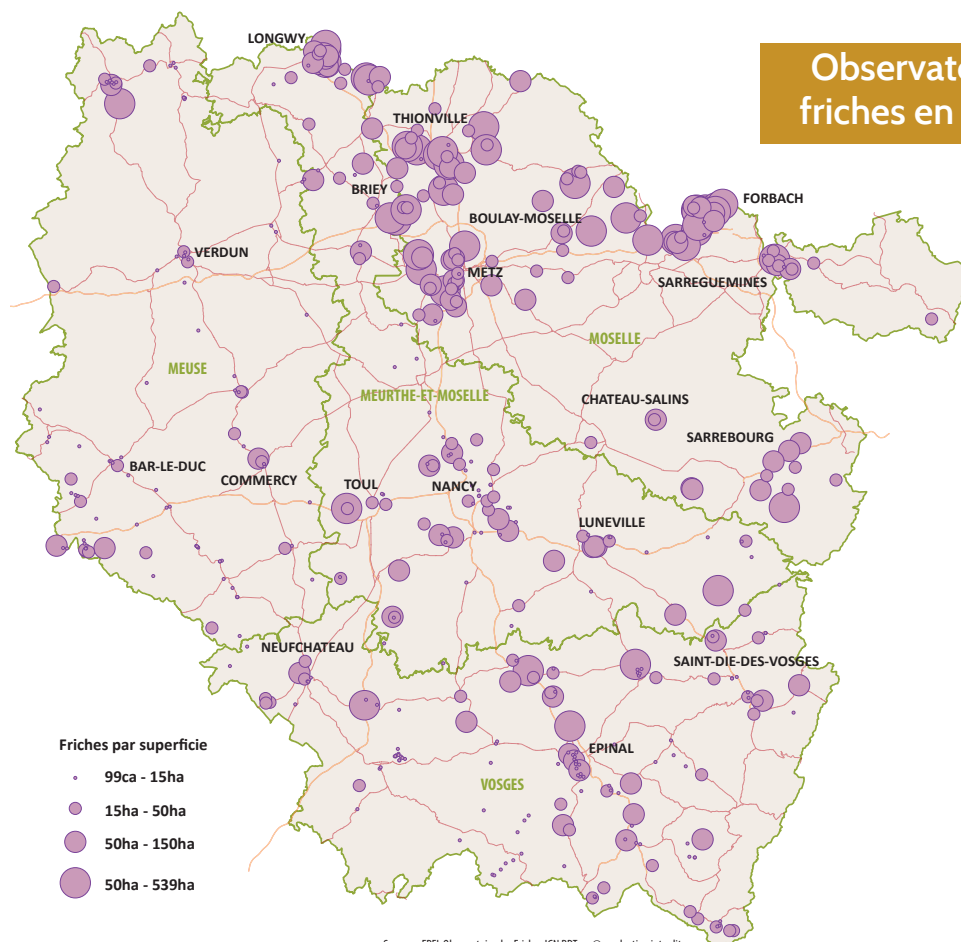 Observate
friches en
LONGWY
THIONVILLE
BRIEY
FORBACH
BOULAY-MOSELLE
VERDUN
METZ
SARREGUEMINES
MOSELLE
MEUSE
MEURTHE-ET-MOSELLE
CHATEAU-SALINS
SARREBOURG
BAR-LE-DUC
COMMERCY
TOUL
NANCY
LUNEVILLE
NEUFCHATEAU
SAINT-DIE-DES-VOSGES
EPINAL
VOSGES
Friches par superficie
99ca - 15ha
15ha - 50ha
50ha - 150ha
50ha - 539ha